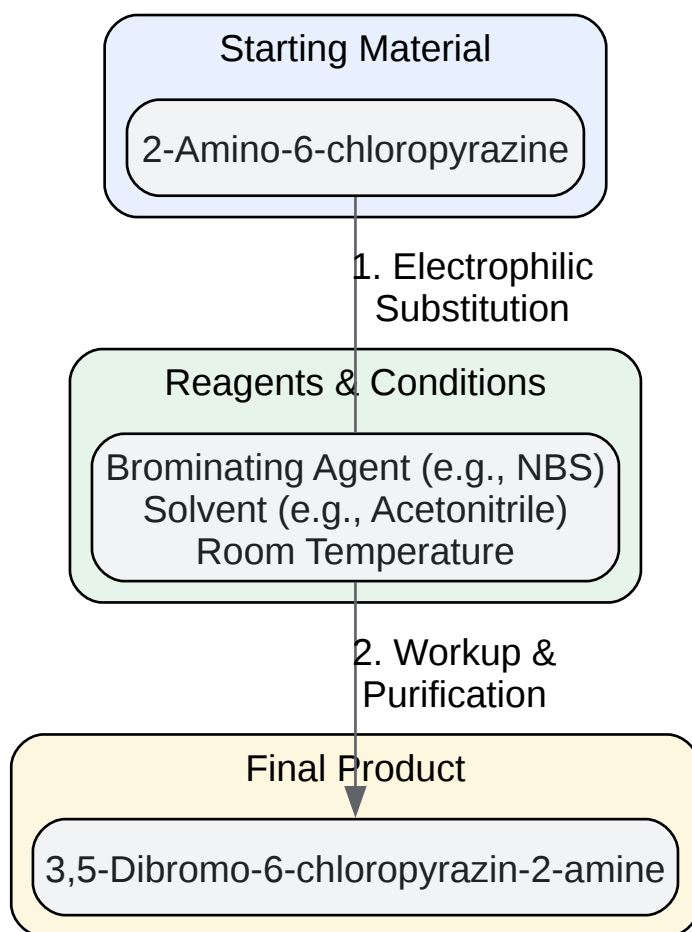 Starting Material
2-Amino-6-chloropyrazine
1. Electrophilic
Substitution
Reagents & Conditions
Brominating Agent (e.g., NBS)
Solvent (e.g., Acetonitrile)
Room Temperature
2. Workup &
Purification
Final Product
3,5-Dibromo-6-chloropyrazin-2-amine